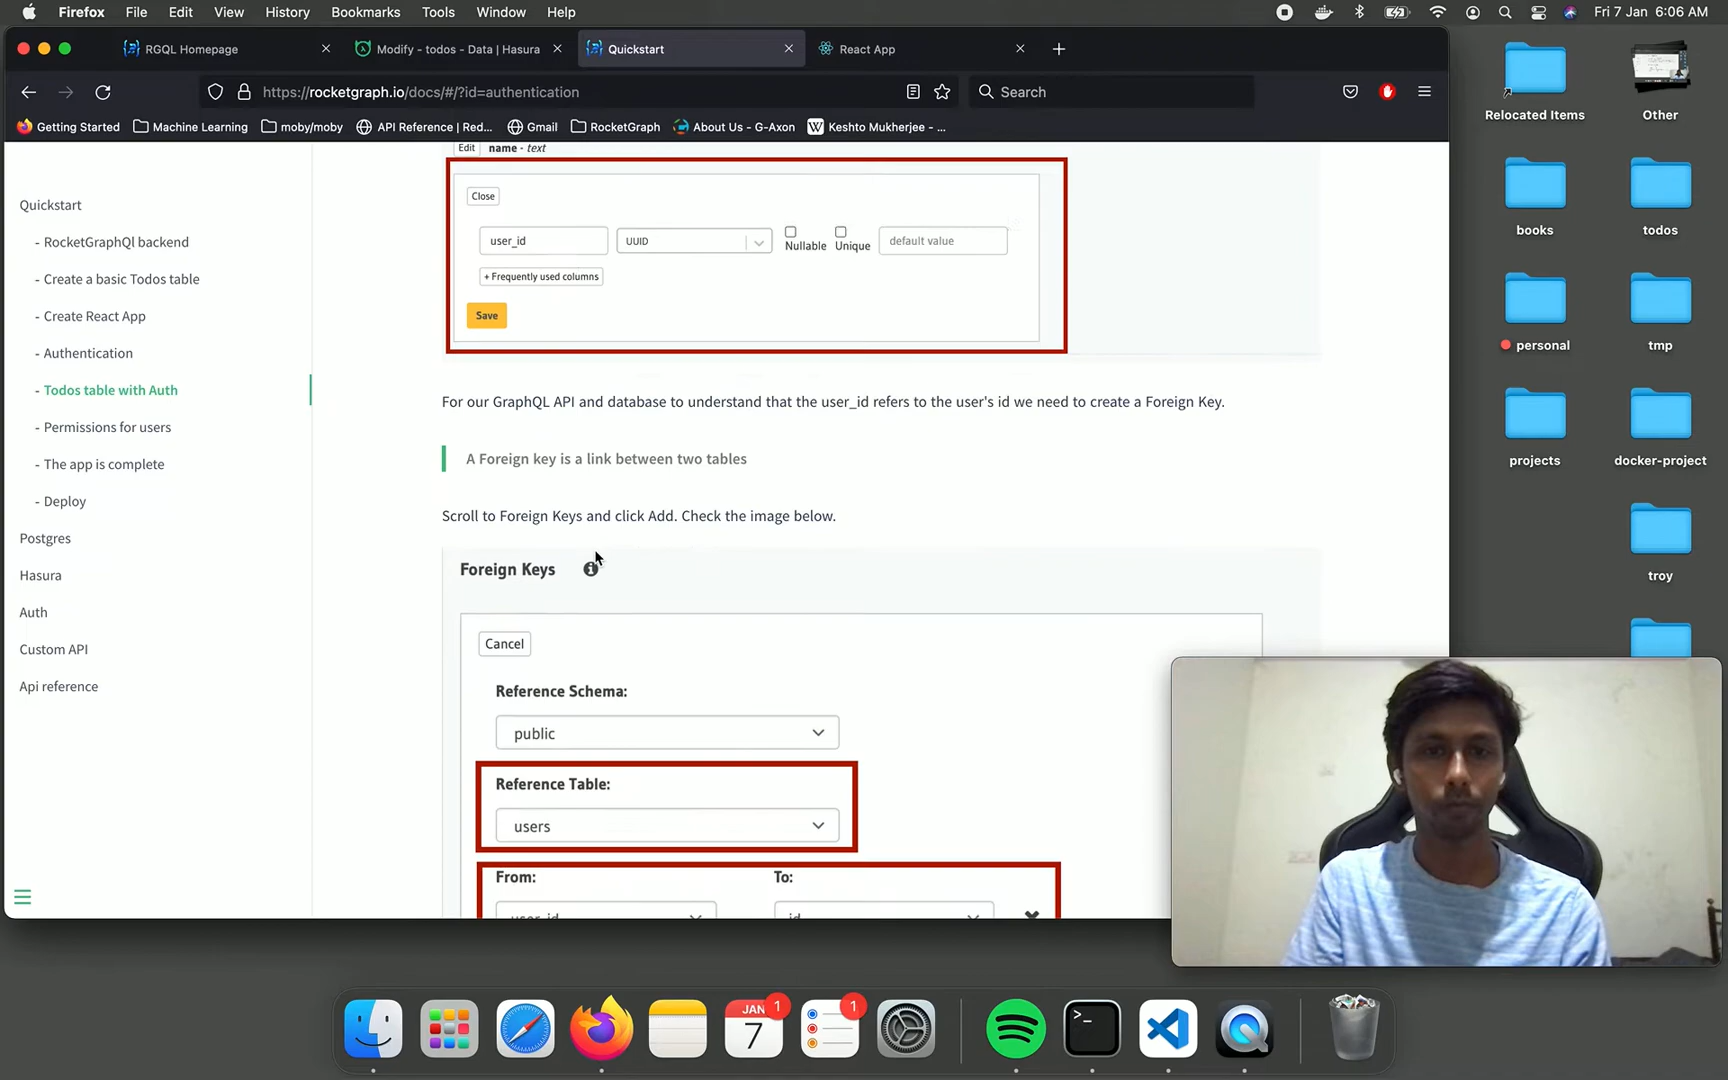 Firefox File Edit View History Bookmarks Tools Window Help Fri 7 Jan 6:06 AM
RGQL Homepage Modify - todos - Data | Hasura Quickstart React App
https://rocketgraph.io/docs/#/?id=authentication Search
Getting Started Machine Learning moby/moby API Reference | Red... Gmail RocketGraph About Us - G-Axon Keshto Mukherjee - ...
Relocated Items Other
books todos
personal tmp
projects docker-project
troy
Quickstart
- RocketGraphQl backend
- Create a basic Todos table
- Create React App
- Authentication
- Todos table with Auth
- Permissions for users
- The app is complete
- Deploy
Postgres
Hasura
Auth
Custom API
Api reference
Edit name - text
Close
user_id UUID Nullable Unique default value
+ Frequently used columns
Save
For our GraphQL API and database to understand that the user_id refers to the user's id we need to create a Foreign Key.
A Foreign key is a link between two tables
Scroll to Foreign Keys and click Add. Check the image below.
Foreign Keys
Cancel
Reference Schema:
public
Reference Table:
users
From: To:
user_id id
JAN 1 1
7